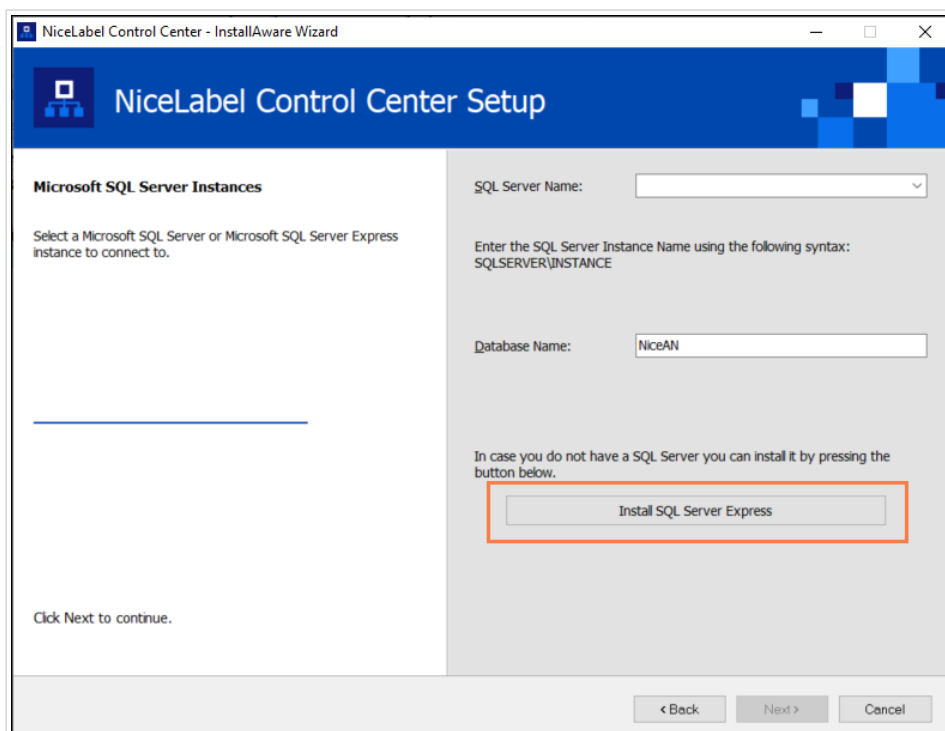 NiceLabel Control Center - InstallAware Wizard
NiceLabel Control Center Setup
Microsoft SQL Server Instances
Select a Microsoft SQL Server or Microsoft SQL Server Express
instance to connect to.
Click Next to continue.
SQL Server Name:
Enter the SQL Server Instance Name using the following syntax:
SQLSERVER\INSTANCE
Database Name: NiceAN
In case you do not have a SQL Server you can install it by pressing the
button below.
Install SQL Server Express
< Back Next > Cancel